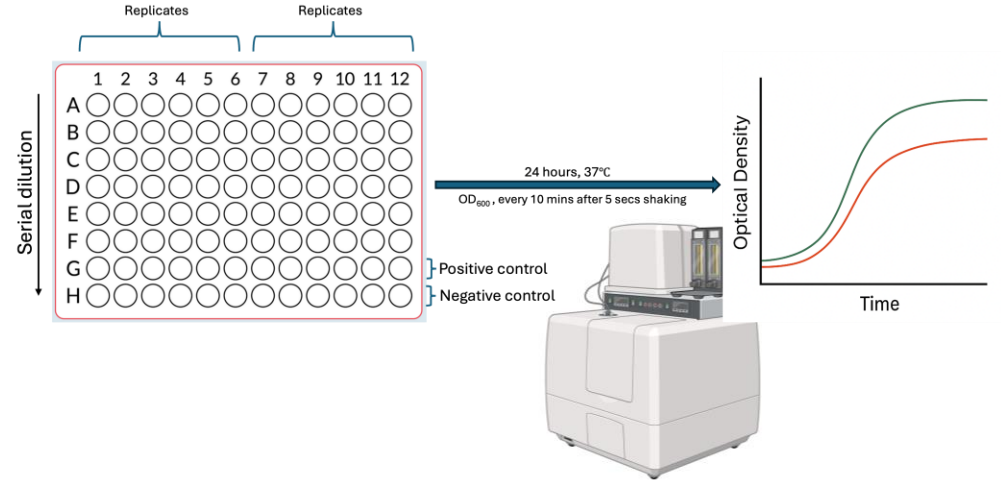 Replicates Replicates
1 2 3 4 5 6 7 8 9 10 11 12
A
B
C
D
E
F
G
H
Serial dilution
Positive control
Negative control
24 hours, 37℃
OD₆₀₀ , every 10 mins after 5 secs shaking
Optical Density
Time